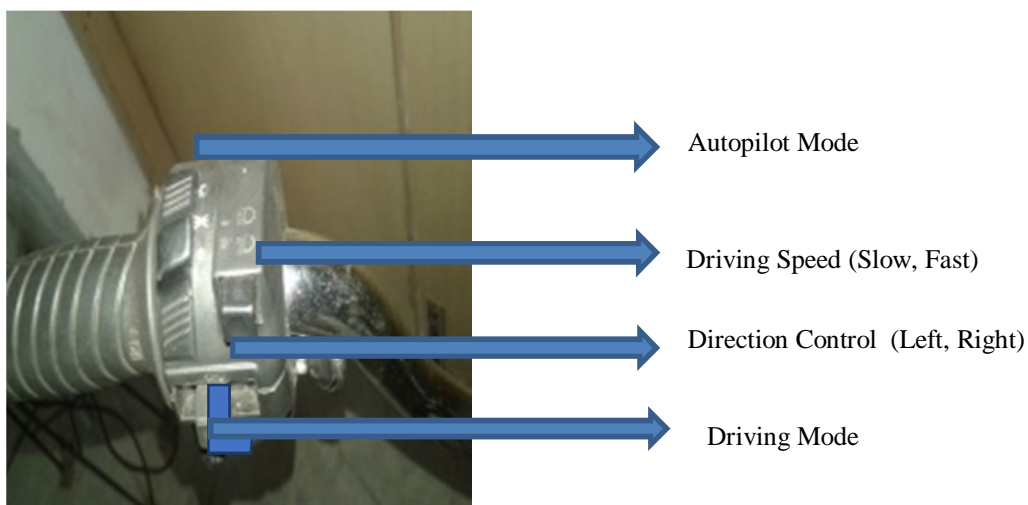 Autopilot Mode
Driving Speed (Slow, Fast)
Direction Control (Left, Right)
Driving Mode